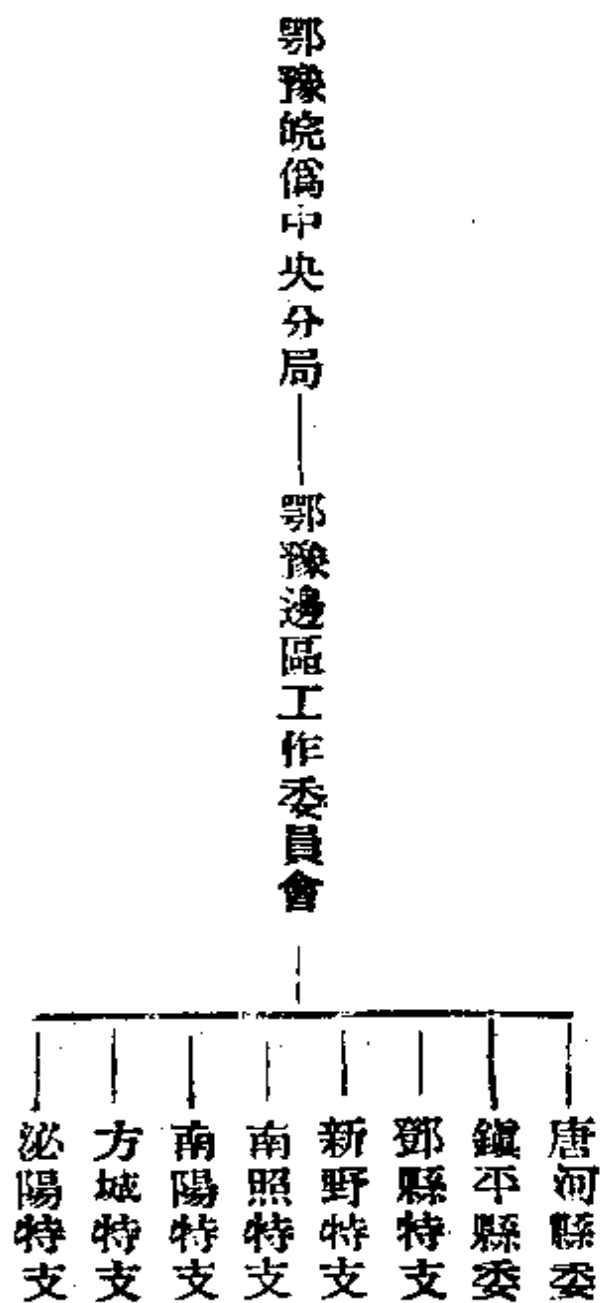 鄂豫皖僞中央分局
鄂豫邊區工作委員會
唐河縣委
鎭平縣委
鄧縣特支
新野特支
南照特支
南陽特支
方城特支
泌陽特支